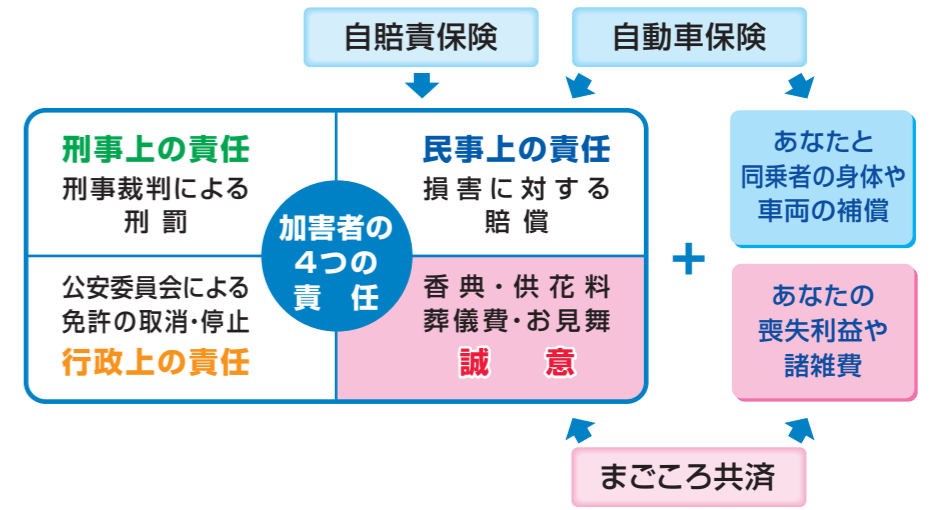 自賠責保険
自動車保険
刑事上の責任
刑事裁判による
刑罰
民事上の責任
損害に対する
賠償
加害者の
4つの
責任
公安委員会による
免許の取消・停止
行政上の責任
香典・供花料
葬儀費・お見舞
誠意
+
あなたと
同乗者の身体や
車両の補償
あなたの
喪失利益や
諸雑費
まごころ共済